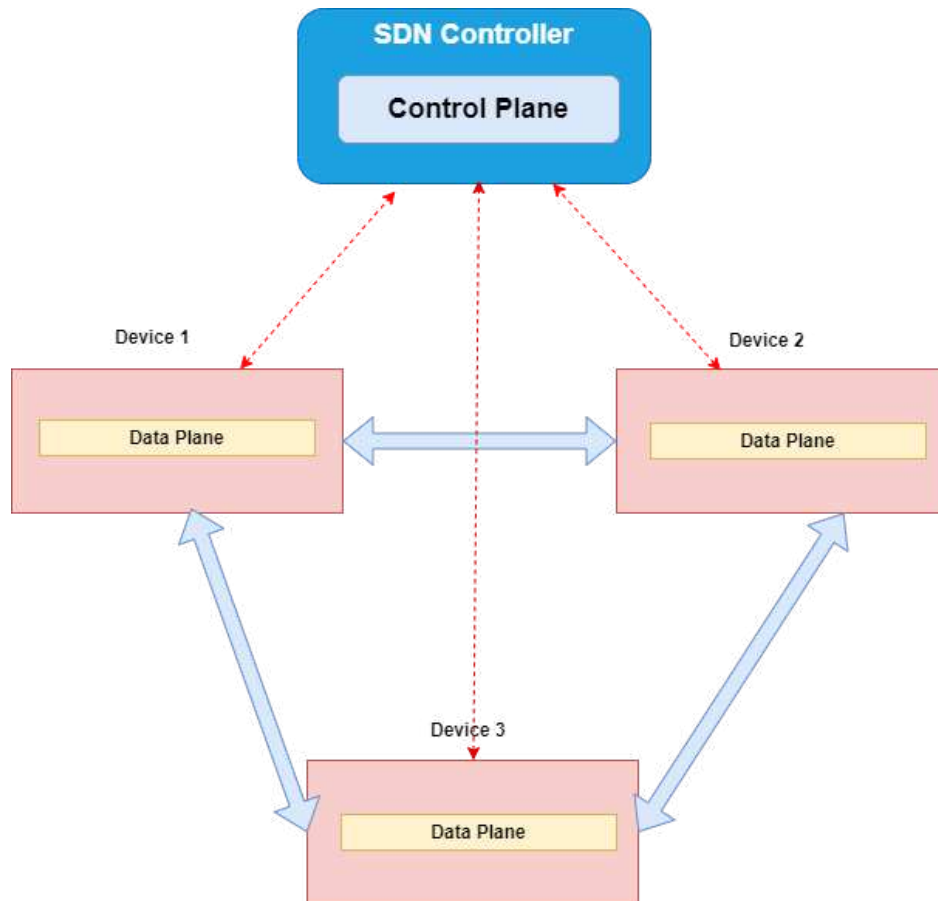 SDN Controller
Control Plane
Device 1
Device 2
Data Plane
Data Plane
Device 3
Data Plane